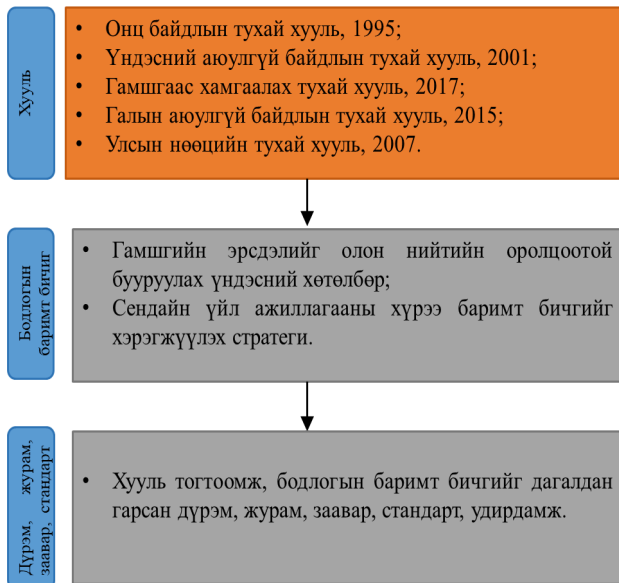 Хууль
• Онц байдлын тухай хууль, 1995;
• Үндэсний аюулгүй байдлын тухай хууль, 2001;
• Гамшгаас хамгаалах тухай хууль, 2017;
• Галын аюулгүй байдлын тухай хууль, 2015;
• Улсын нөөцийн тухай хууль, 2007.
Бодлогын
баримт бичиг
• Гамшгийн эрсдэлийг олон нийтийн оролцоотой
бууруулах үндэсний хөтөлбөр;
• Сендайн үйл ажиллагааны хүрээ баримт бичгийг
хэрэгжүүлэх стратеги.
Дүрэм, журам,
заавар, стандарт
• Хууль тогтоомж, бодлогын баримт бичгийг дагалдан
гарсан дүрэм, журам, заавар, стандарт, удирдамж.